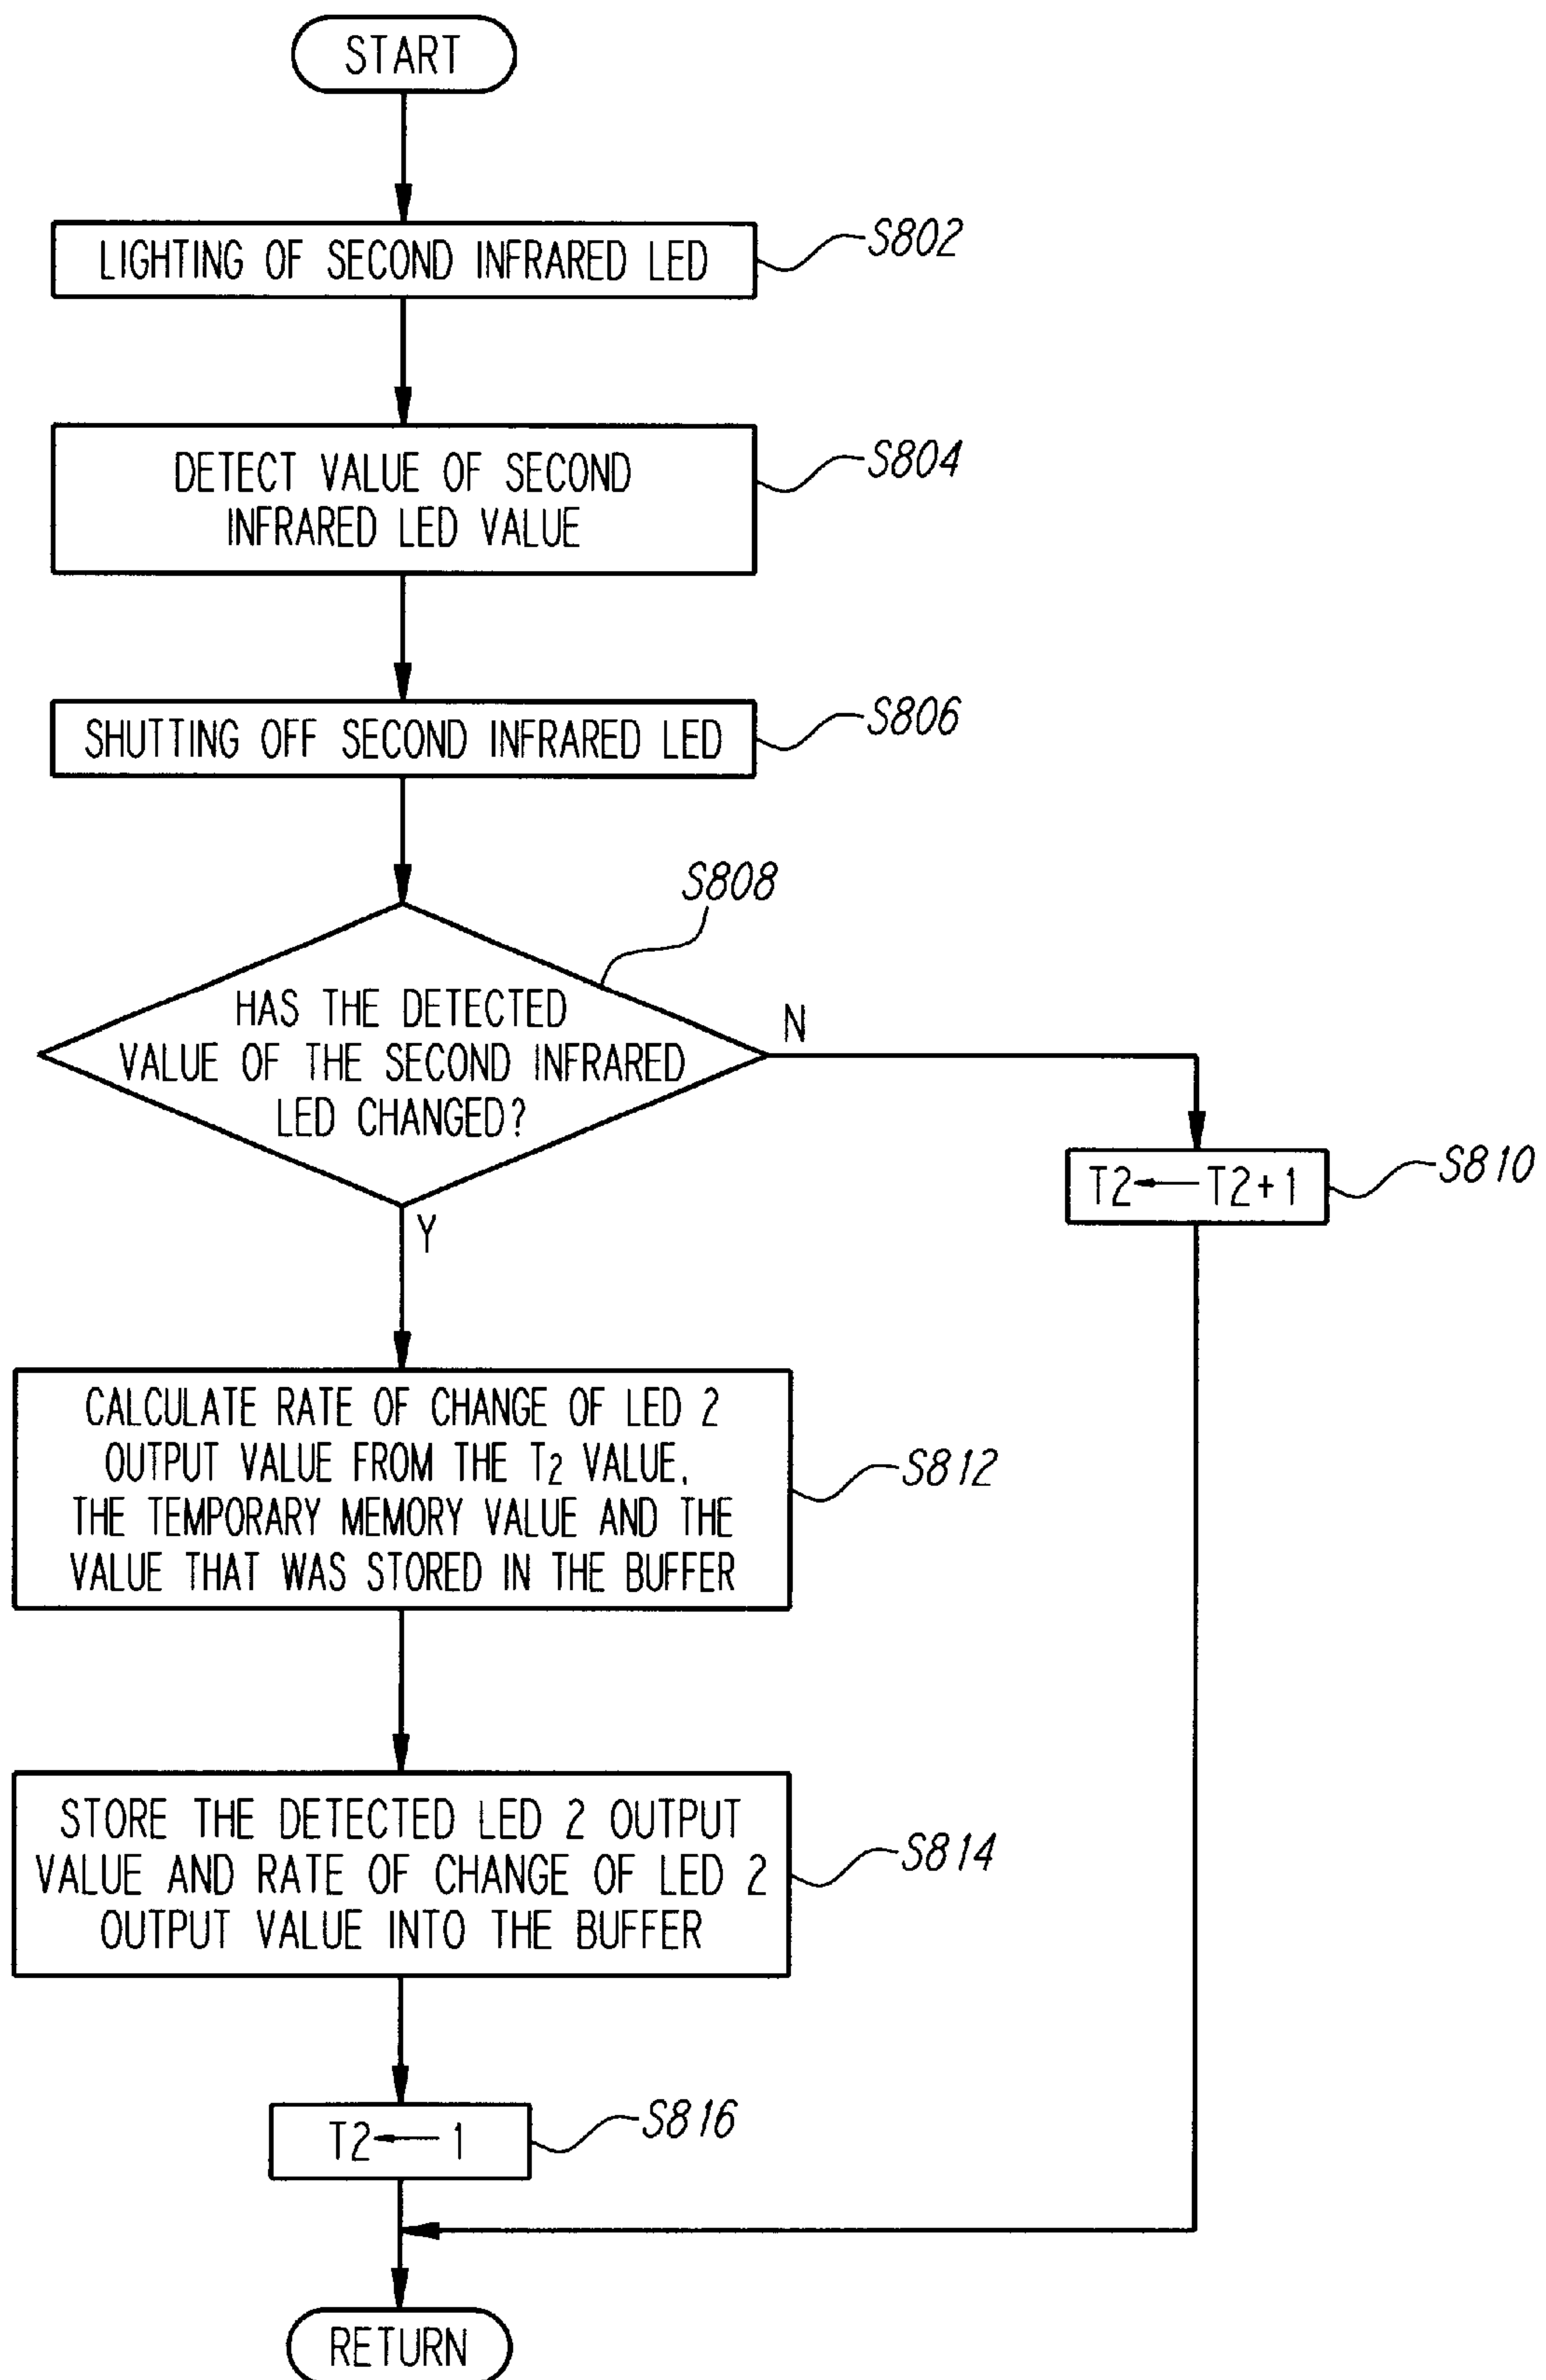 START
LIGHTING OF SECOND INFRARED LED
S802
DETECT VALUE OF SECOND
INFRARED LED VALUE
S804
SHUTTING OFF SECOND INFRARED LED
S806
S808
HAS THE DETECTED
VALUE OF THE SECOND INFRARED
LED CHANGED?
N
T2 ← T2+1
S810
Y
CALCULATE RATE OF CHANGE OF LED 2
OUTPUT VALUE FROM THE T2 VALUE,
THE TEMPORARY MEMORY VALUE AND THE
VALUE THAT WAS STORED IN THE BUFFER
S812
STORE THE DETECTED LED 2 OUTPUT
VALUE AND RATE OF CHANGE OF LED 2
OUTPUT VALUE INTO THE BUFFER
S814
T2 ← 1
S816
RETURN